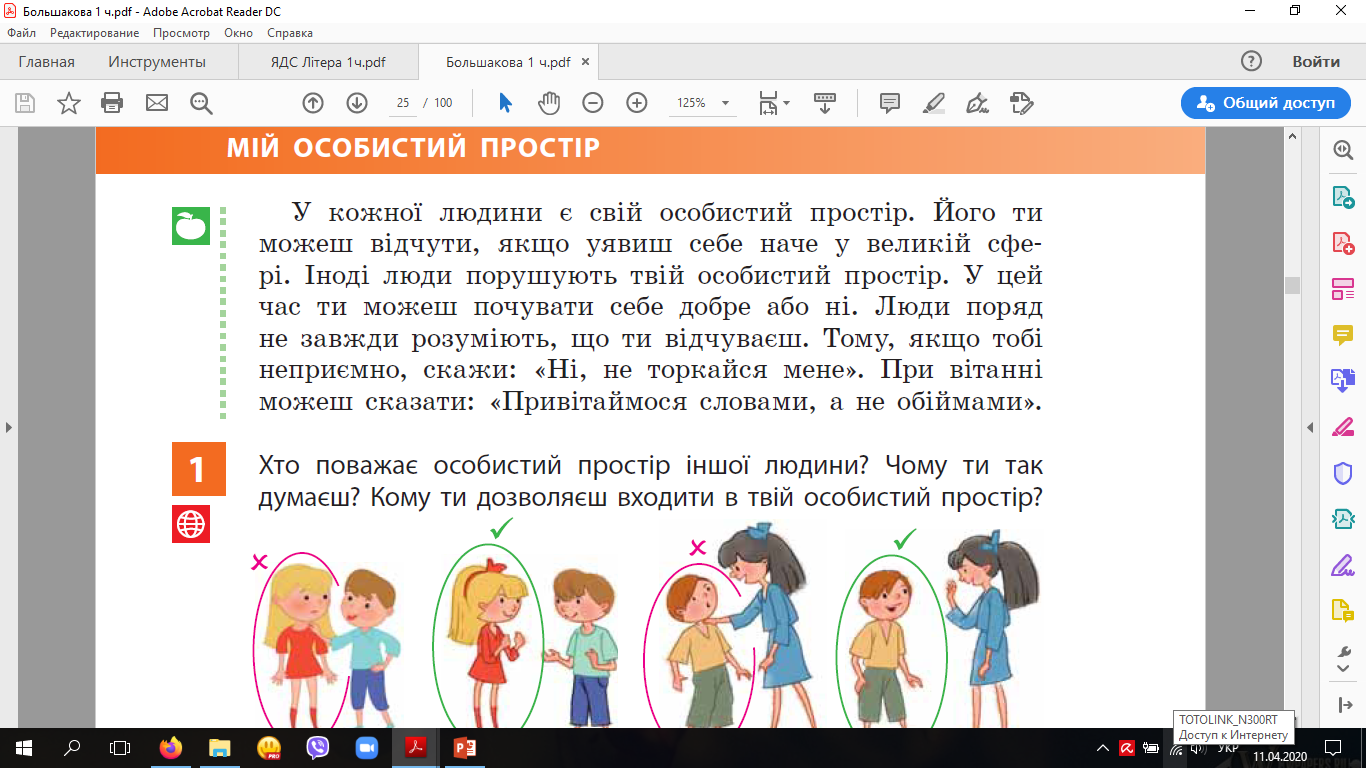 Большакова 1 ч.pdf - Adobe Acrobat Reader DC
Файл Редактирование Просмотр Окно Справка
Главная Инструменты ЯДС Літера 1ч.pdf Большакова 1 ч.pdf × Войти
25 / 100 125% Общий доступ
МІЙ ОСОБИСТИЙ ПРОСТІР
У кожної людини є свій особистий простір. Його ти
можеш відчути, якщо уявиш себе наче у великій сфе-
рі. Іноді люди порушують твій особистий простір. У цей
час ти можеш почувати себе добре або ні. Люди поряд
не завжди розуміють, що ти відчуваєш. Тому, якщо тобі
неприємно, скажи: «Ні, не торкайся мене». При вітанні
можеш сказати: «Привітаймося словами, а не обіймами».
1
Хто поважає особистий простір іншої людини? Чому ти так
думаєш? Кому ти дозволяєш входити в твій особистий простір?
TOTOLINK_N300RT
Доступ к Интернету
PRO
УКР
11.04.2020